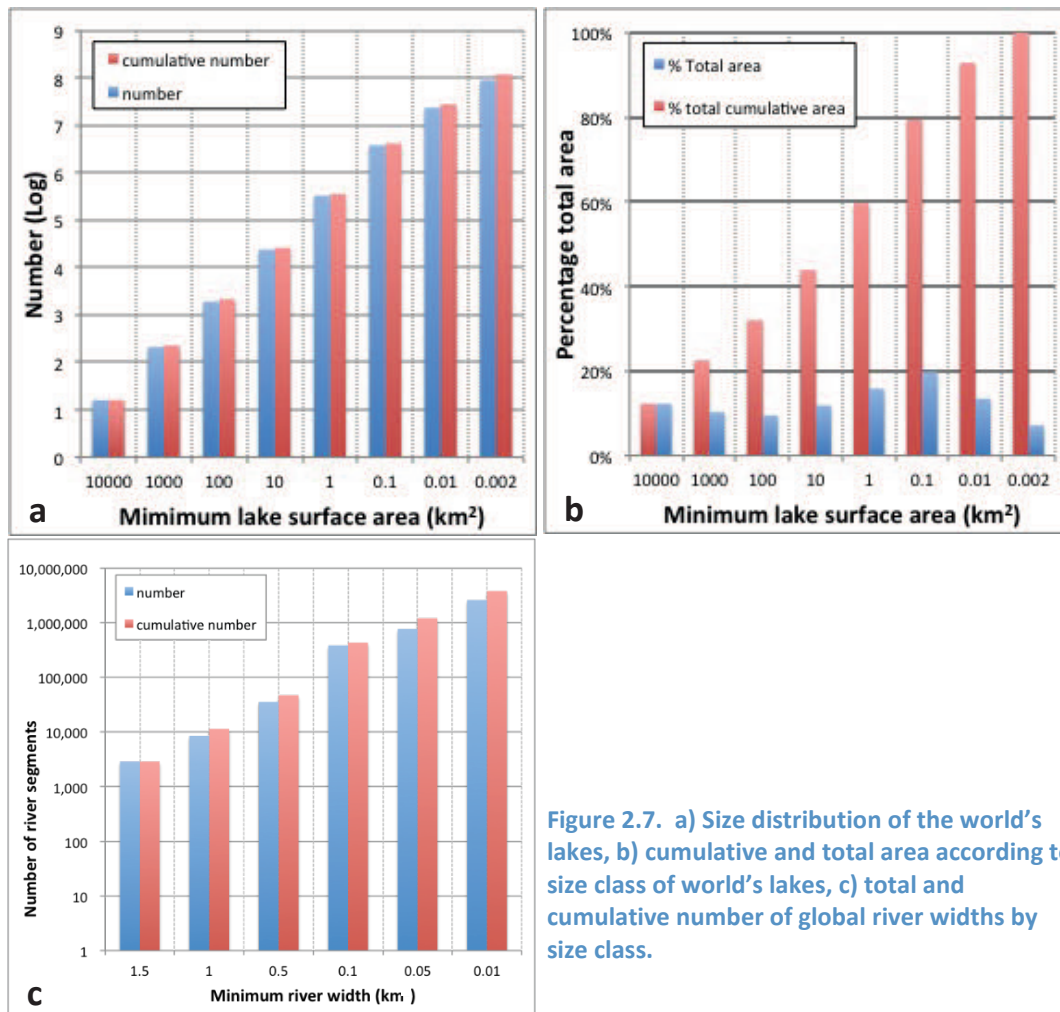 9
8
7
6
5
4
3
2
1
0
Number (Log)
cumulative number
number
10000 1000 100 10 1 0.1 0.01 0.002
a
Mimimum lake surface area (km²)
100%
80%
60%
40%
20%
0%
Percentage total area
% Total area
% total cumulative area
10000 1000 100 10 1 0.1 0.01 0.002
b
Minimum lake surface area (km²)
10,000,000
1,000,000
100,000
10,000
1,000
100
10
1
Number of river segments
number
cumulative number
1.5 1 0.5 0.1 0.05 0.01
c
Minimum river width (km )
Figure 2.7. a) Size distribution of the world's
lakes, b) cumulative and total area according t
size class of world's lakes, c) total and
cumulative number of global river widths by
size class.